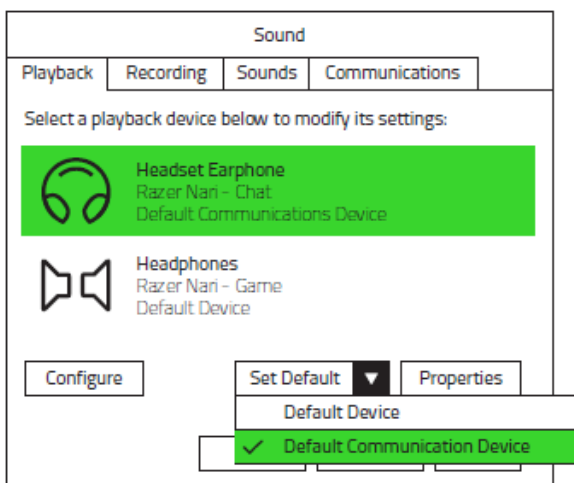 Sound
Playback Recording Sounds Communications
Select a playback device below to modify its settings:
Headset Earphone
Razer Nari - Chat
Default Communications Device
Headphones
Razer Nari - Game
Default Device
Configure Set Default Properties
Default Device
Default Communication Device